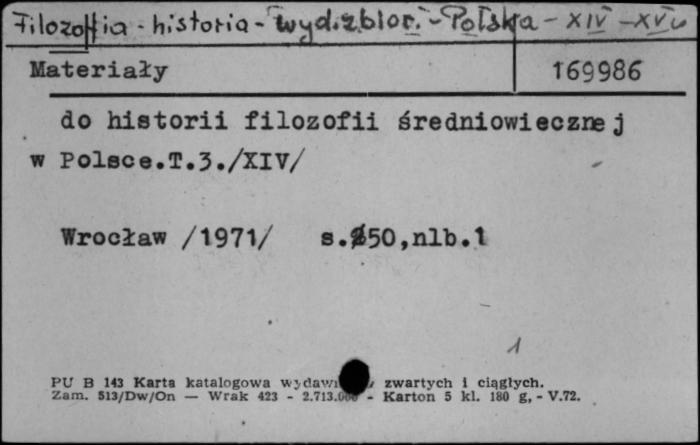 Filozofia - historia - wyd. zbior. - Polska - XIV - XV w
Materiały 169986
do historii filozofii średniowiecznej
w Polsce.T.3./XIV/
Wrocław /1971/ s.250,nlb.1
1
PU B 143 Karta katalogowa zwartych i ciągłych.
Zam. 513/Dw/On — Wrak 423 - 2.713.000 - Karton 5 kl. 180 g, - V.72.